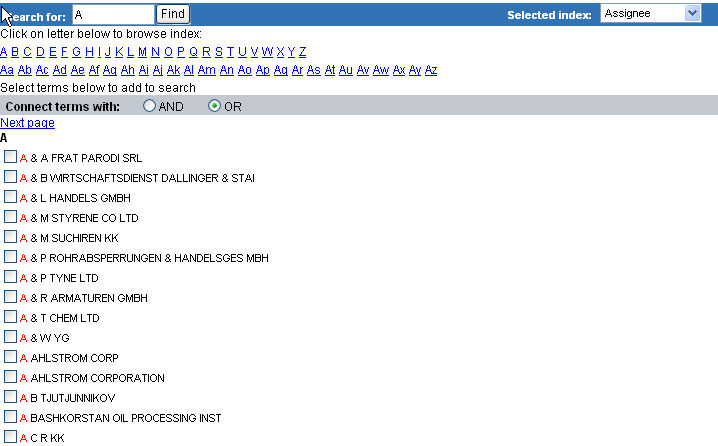 Search for: A Find Selected index: Assignee
Click on letter below to browse index:
A B C D E F G H I J K L M N O P Q R S T U V W X Y Z
Aa Ab Ac Ad Ae Af Ag Ah Ai Aj Ak Al Am An Ao Ap Aq Ar As At Au Av Aw Ax Ay Az
Select terms below to add to search
Connect terms with: AND OR
Next page
A
A & A FRAT PARODI SRL
A & B WIRTSCHAFTSDIENST DALLINGER & STAI
A & L HANDELS GMBH
A & M STYRENE CO LTD
A & M SUCHIREN KK
A & P ROHRABSPERRUNGEN & HANDELSGES MBH
A & P TYNE LTD
A & R ARMATUREN GMBH
A & T CHEM LTD
A & W YG
A AHLSTROM CORP
A AHLSTROM CORPORATION
A B TJUTJUNNIKOV
A BASHKORSTAN OIL PROCESSING INST
A C R KK